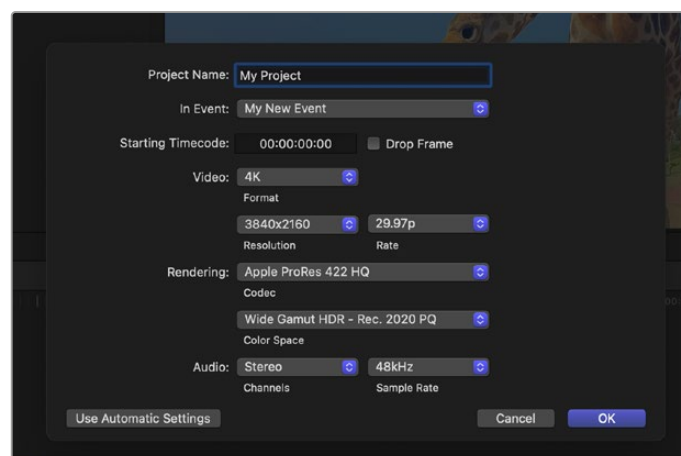 Project Name: My Project
In Event: My New Event
Starting Timecode: 00:00:00:00 Drop Frame
Video: 4K
Format
3840x2160 29.97p
Resolution Rate
Rendering: Apple ProRes 422 HQ
Codec
Wide Gamut HDR - Rec. 2020 PQ
Color Space
Audio: Stereo 48kHz
Channels Sample Rate
Use Automatic Settings Cancel OK